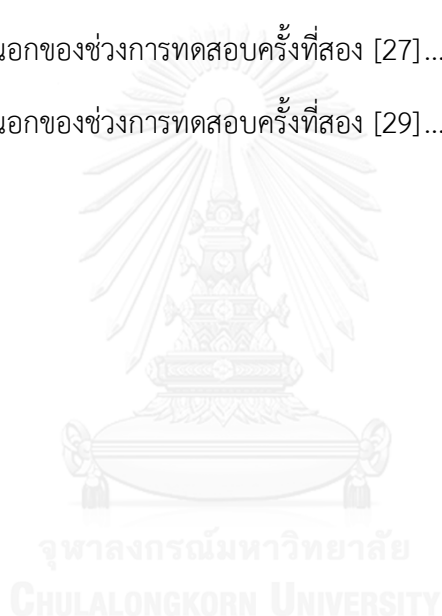 นอกของช่วงการทดสอบครั้งที่สอง [27]...
นอกของช่วงการทดสอบครั้งที่สอง [29]...
จุฬาลงกรณ์มหาวิทยาลัย
CHULALONGKORN UNIVERSITY